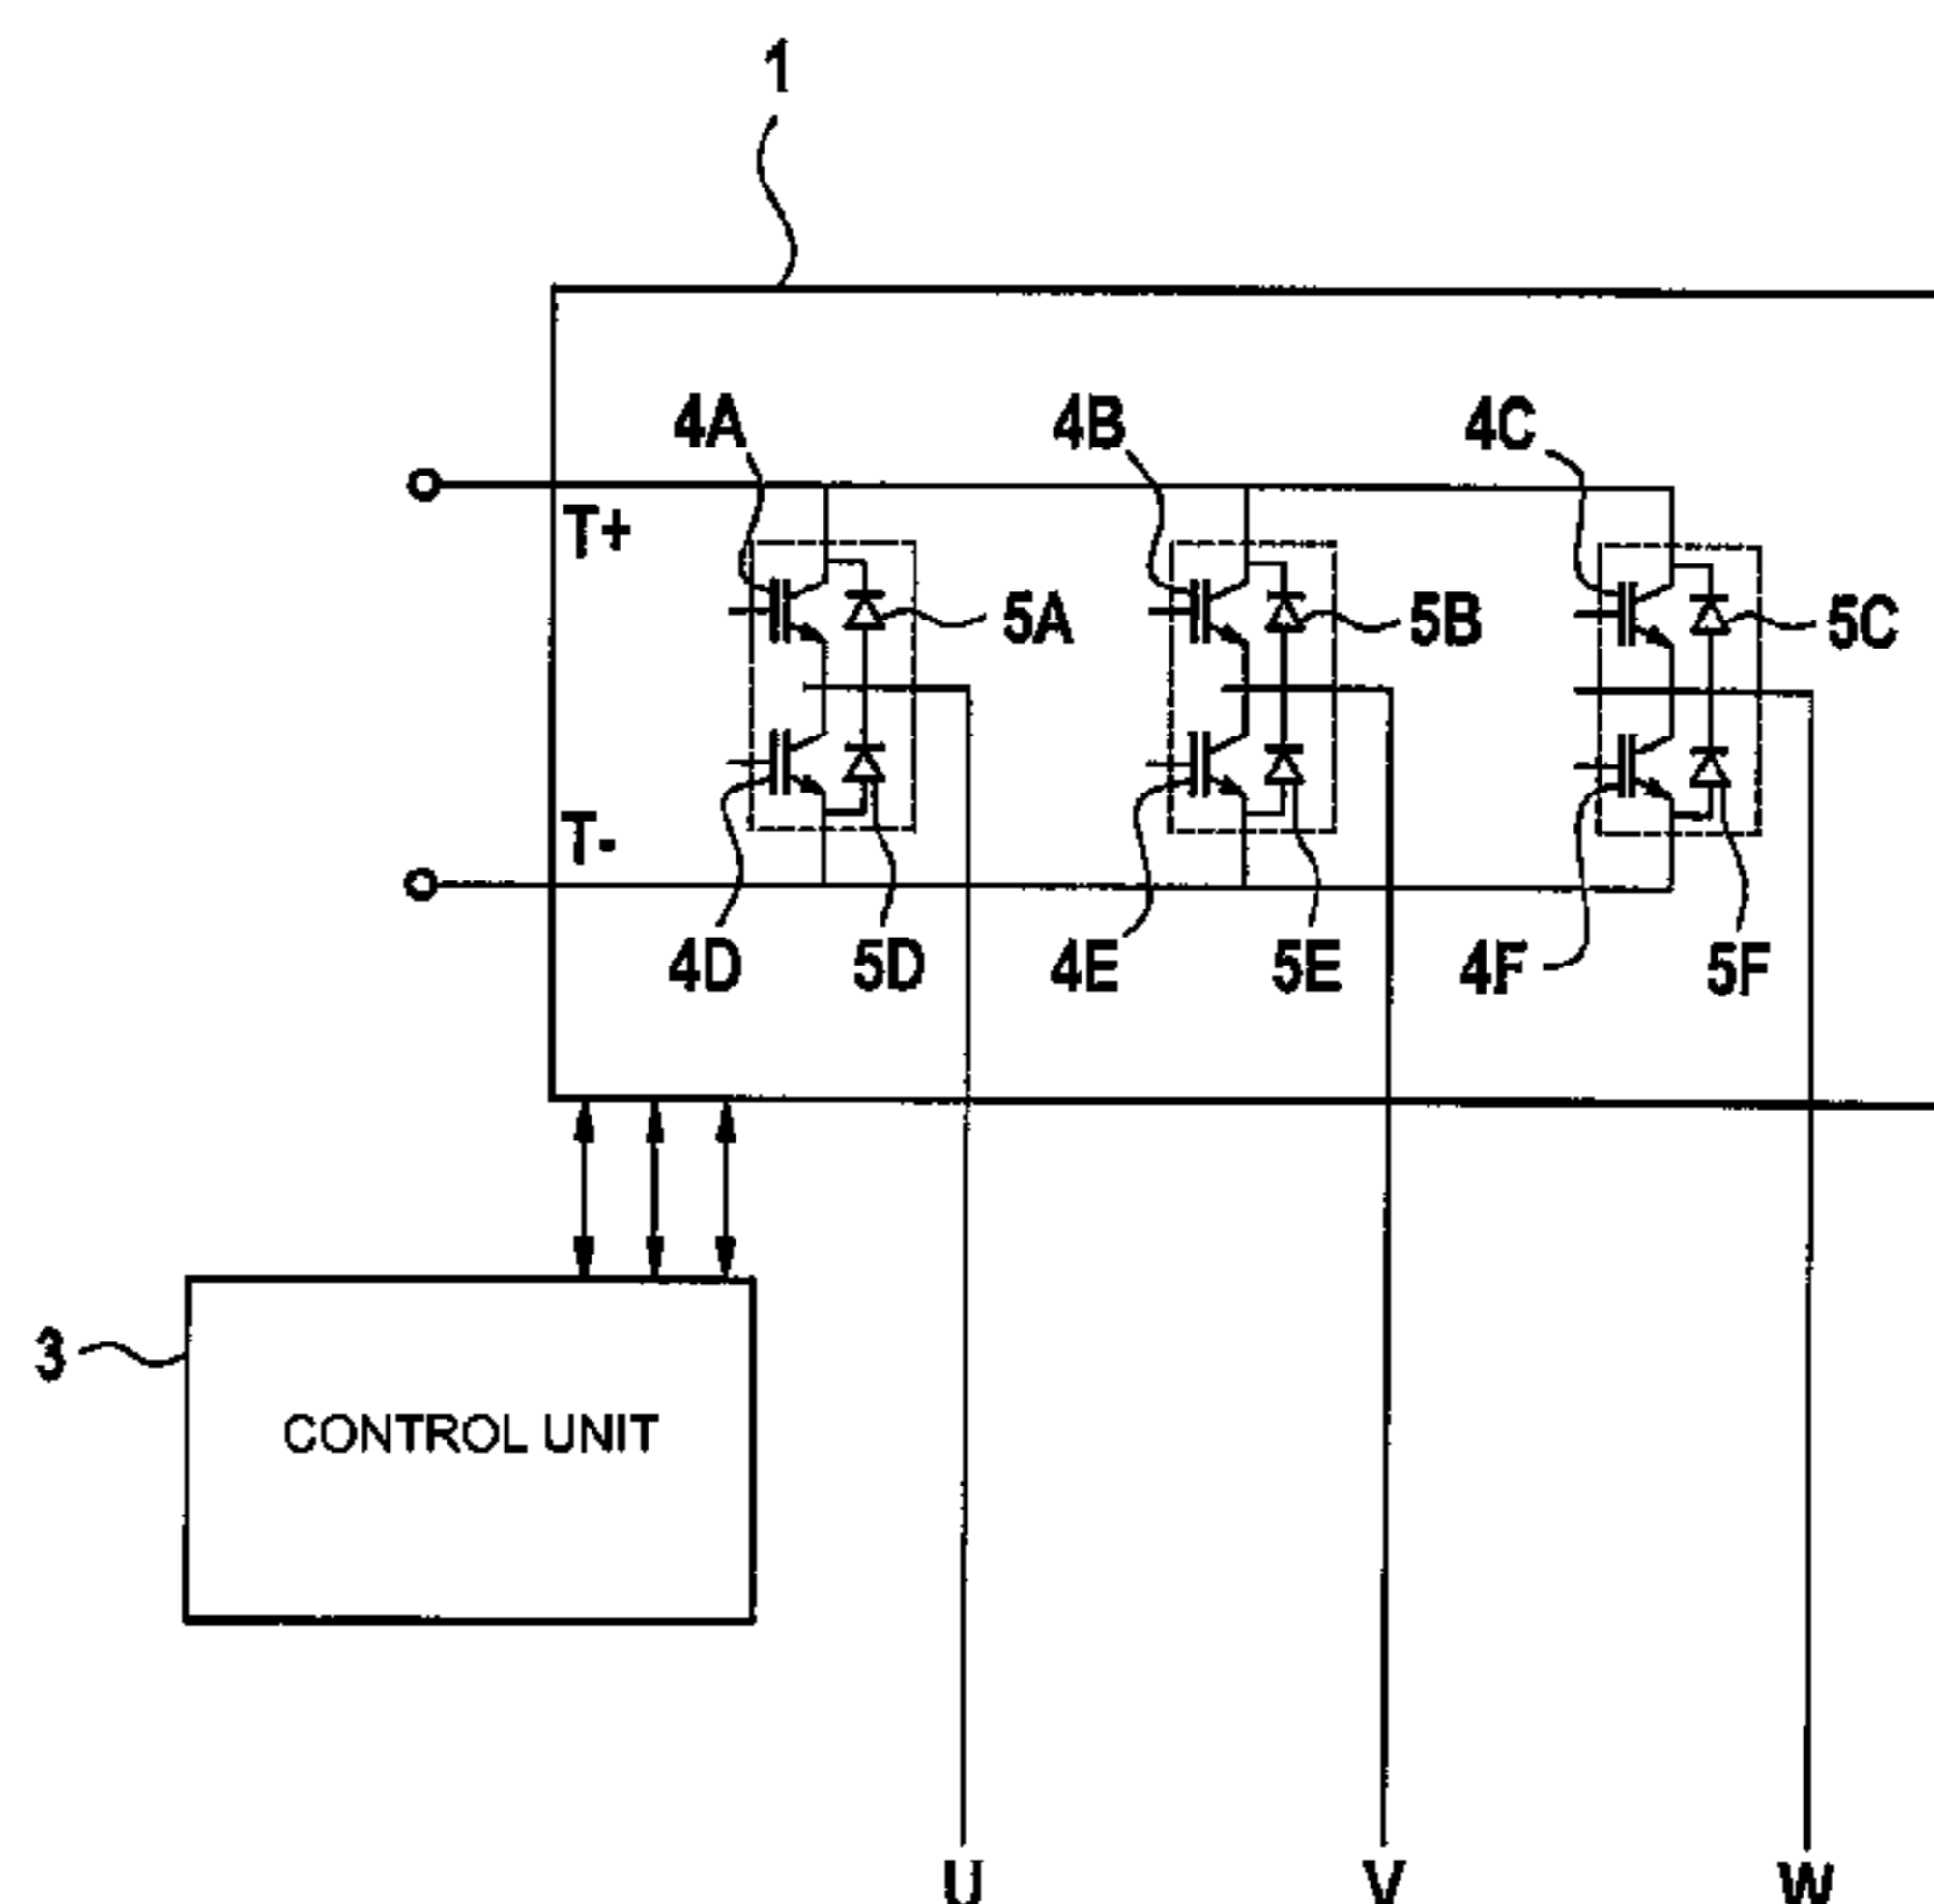 1
4A 4B 4C
T+
5A 5B 5C
T-
4D 5D 4E 5E 4F 5F
3
CONTROL UNIT
U V W